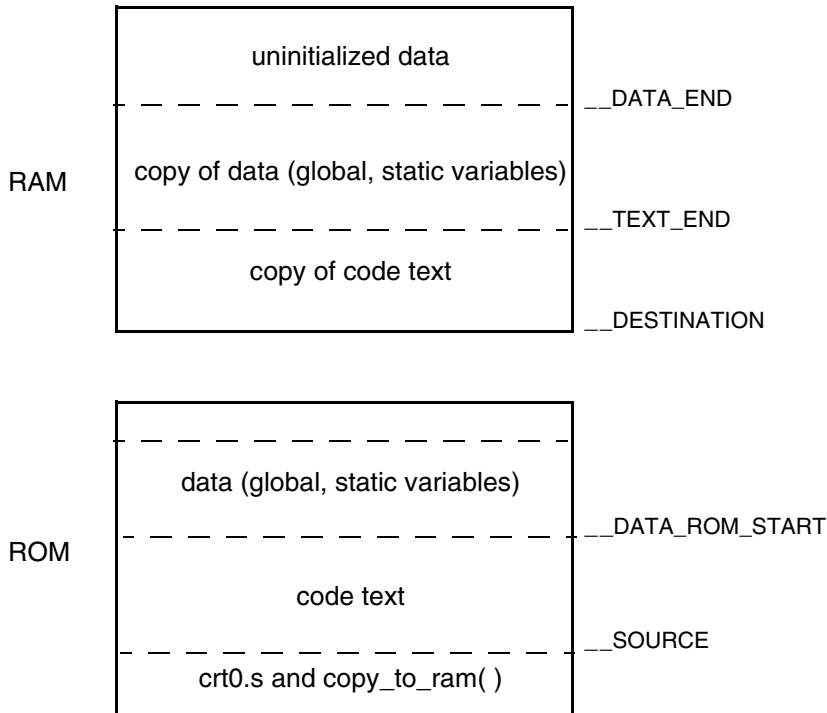 uninitialized data
__DATA_END
RAM
copy of data (global, static variables)
__TEXT_END
copy of code text
__DESTINATION
data (global, static variables)
__DATA_ROM_START
ROM
code text
__SOURCE
crt0.s and copy_to_ram( )